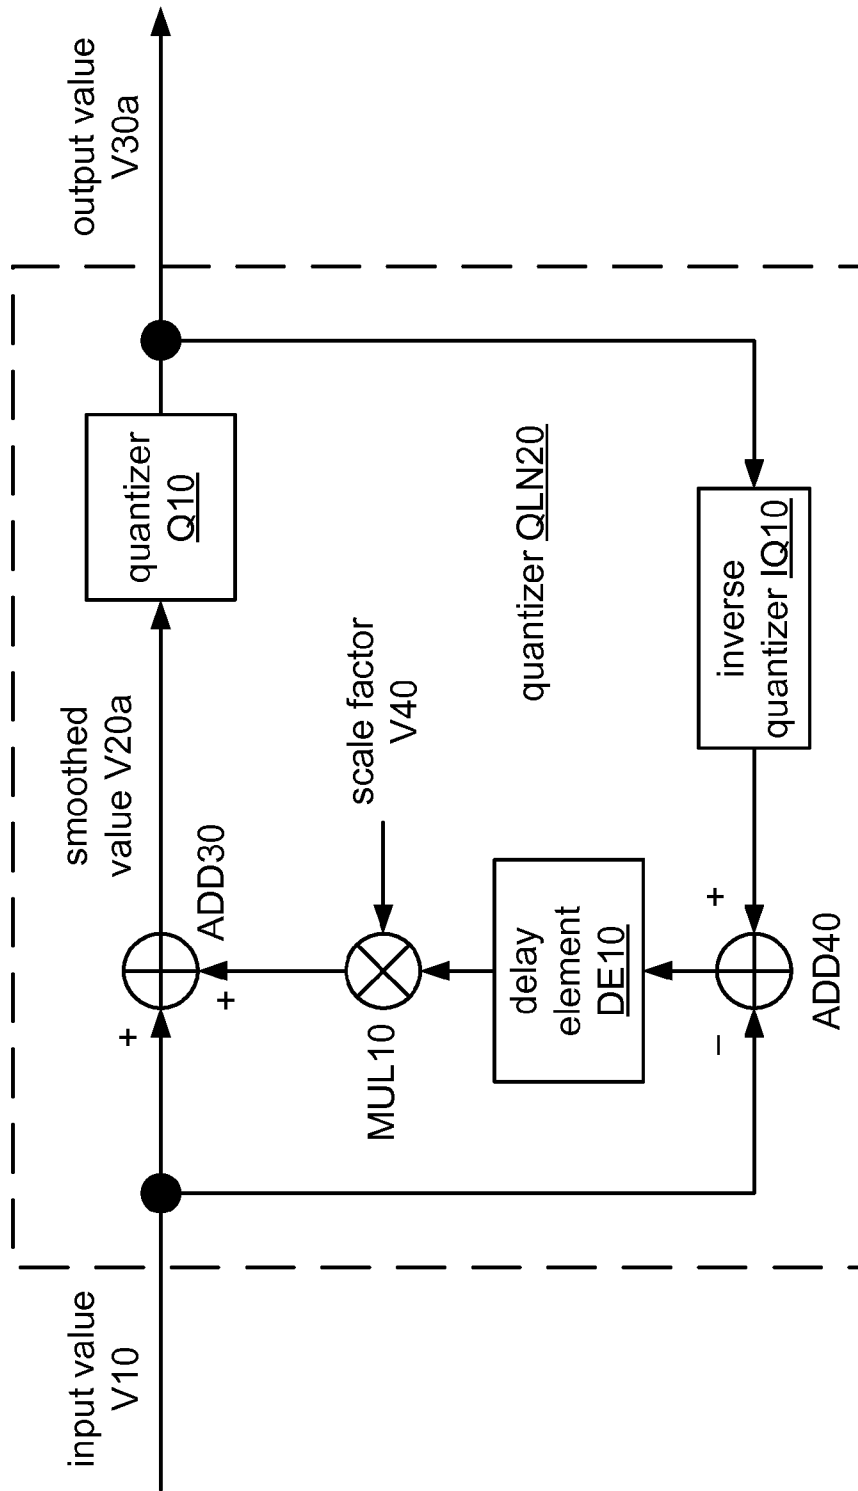 input value
V10
+
+
ADD30
smoothed
value V20a
quantizer
Q10
output value
V30a
MUL10
scale factor
V40
quantizer QLN20
delay
element
DE10
–
+
ADD40
inverse
quantizer IQ10